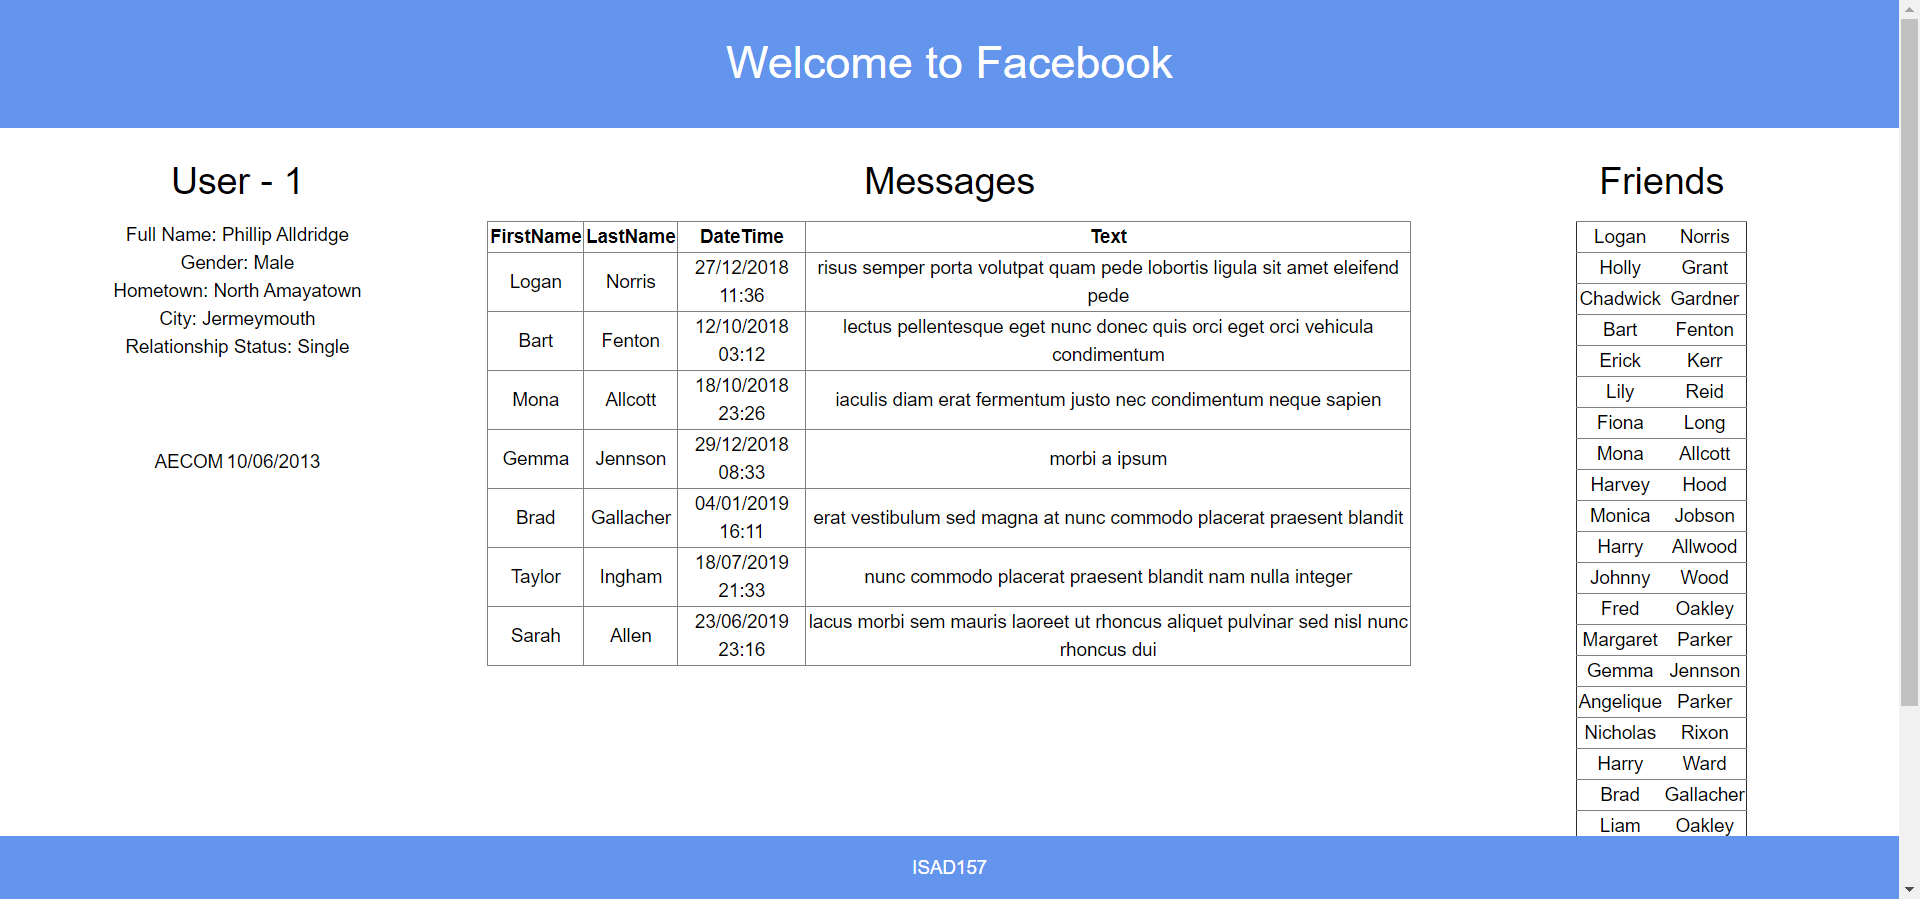 Welcome to Facebook
User - 1
Full Name: Phillip Alldridge
Gender: Male
Hometown: North Amayatown
City: Jermeymouth
Relationship Status: Single
AECOM 10/06/2013
Messages
FirstName LastName DateTime Text
Logan Norris 27/12/2018 11:36 risus semper porta volutpat quam pede lobortis ligula sit amet eleifend pede
Bart Fenton 12/10/2018 03:12 lectus pellentesque eget nunc donec quis orci eget orci vehicula condimentum
Mona Allcott 18/10/2018 23:26 iaculis diam erat fermentum justo nec condimentum neque sapien
Gemma Jennson 29/12/2018 08:33 morbi a ipsum
Brad Gallacher 04/01/2019 16:11 erat vestibulum sed magna at nunc commodo placerat praesent blandit
Taylor Ingham 18/07/2019 21:33 nunc commodo placerat praesent blandit nam nulla integer
Sarah Allen 23/06/2019 23:16 lacus morbi sem mauris laoreet ut rhoncus aliquet pulvinar sed nisl nunc rhoncus dui
Friends
Logan Norris
Holly Grant
Chadwick Gardner
Bart Fenton
Erick Kerr
Lily Reid
Fiona Long
Mona Allcott
Harvey Hood
Monica Jobson
Harry Allwood
Johnny Wood
Fred Oakley
Margaret Parker
Gemma Jennson
Angelique Parker
Nicholas Rixon
Harry Ward
Brad Gallacher
Liam Oakley
ISAD157